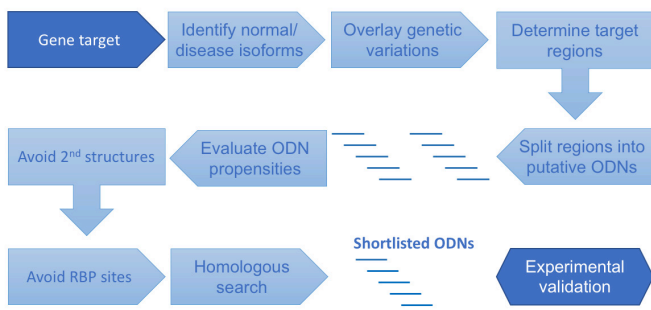 Gene target
Identify normal/
disease isoforms
Overlay genetic
variations
Determine target
regions
Split regions into
putative ODNs
Evaluate ODN
propensities
Avoid 2nd structures
Avoid RBP sites
Homologous
search
Shortlisted ODNs
Experimental
validation